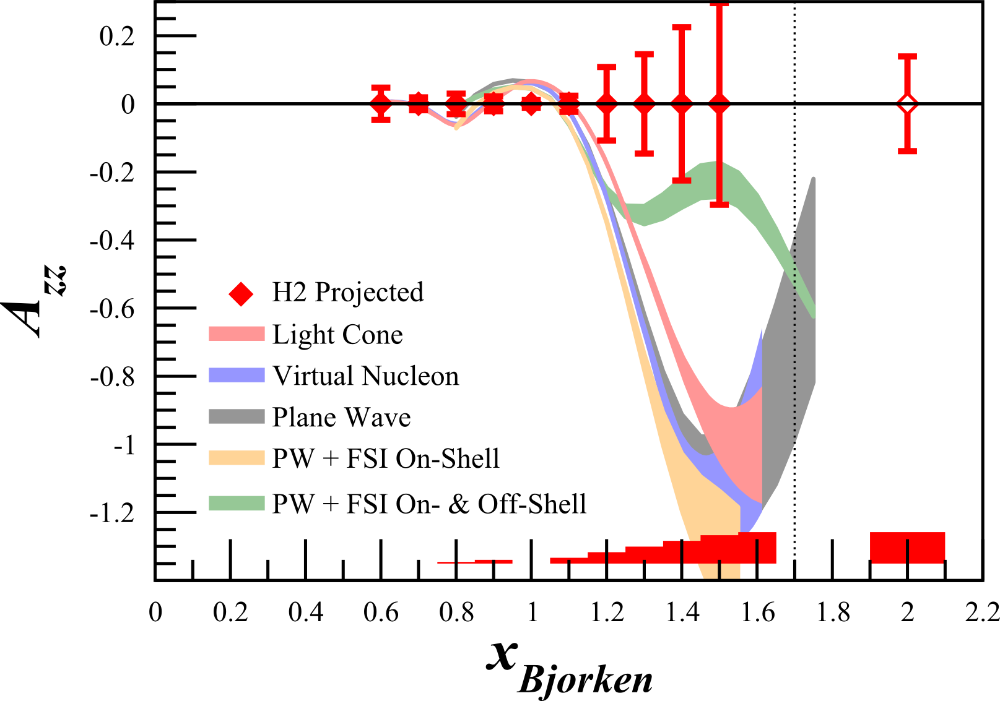 0.2
0
-0.2
-0.4
-0.6
-0.8
-1
-1.2
Azz
H2 Projected
Light Cone
Virtual Nucleon
Plane Wave
PW + FSI On-Shell
PW + FSI On- & Off-Shell
0 0.2 0.4 0.6 0.8 1 1.2 1.4 1.6 1.8 2 2.2
xBjorken